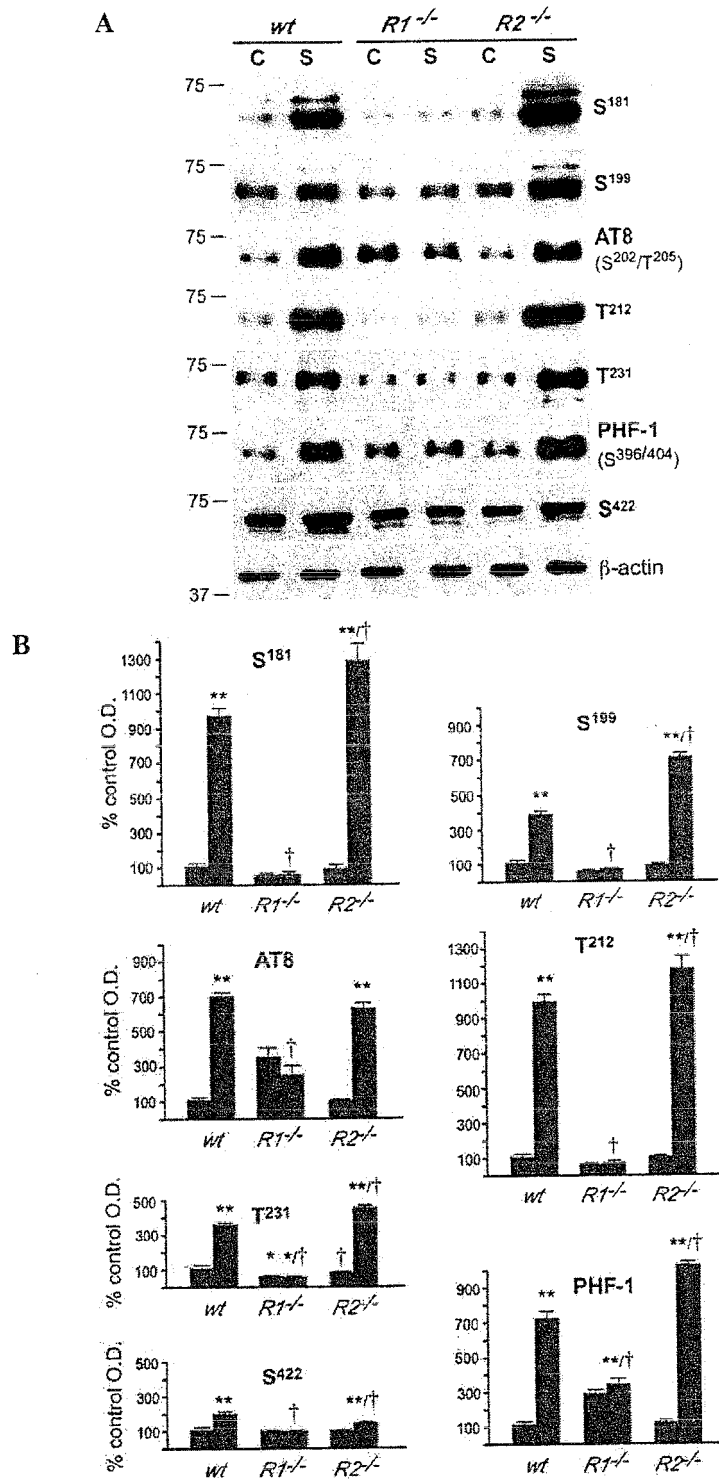 A
wt R1 -/- R2 -/-
C S C S C S
75 — S181
75 — S199
75 — AT8
(S202/T205)
75 — T212
75 — T231
75 — PHF-1
(S396/404)
75 — S422
β-actin
37 —
B
S181
% control O.D.
1300
1000
700
400
100
**
†
**/†
wt R1-/- R2-/-
S199
900
700
500
300
100
**
†
**/†
wt R1-/- R2-/-
AT8
% control O.D.
900
700
500
300
100
**
†
**
wt R1-/- R2-/-
T212
1300
1100
900
700
500
300
100
**
†
**/†
wt R1-/- R2-/-
T231
% control O.D.
500
300
100
**
* */†
† **/†
wt R1-/- R2-/-
PHF-1
900
700
500
300
100
**
**/†
**/†
wt R1-/- R2-/-
S422
% control O.D.
500
300
100
**
†
**/†
wt R1-/- R2-/-